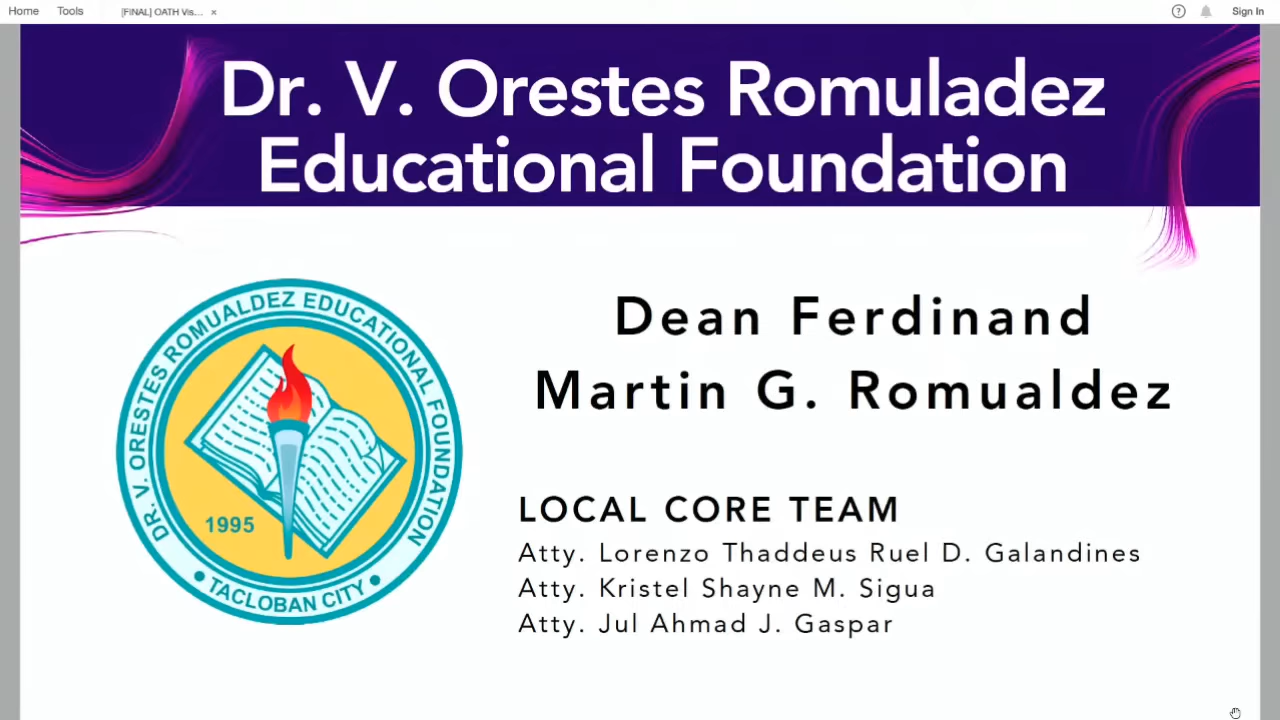 Home Tools [FINAL] OATH Vis... × ? Sign In
Dr. V. Orestes Romuladez
Educational Foundation
DR. V. ORESTES ROMUALDEZ EDUCATIONAL FOUNDATION
1995
TACLOBAN CITY
Dean Ferdinand
Martin G. Romualdez
LOCAL CORE TEAM
Atty. Lorenzo Thaddeus Ruel D. Galandines
Atty. Kristel Shayne M. Sigua
Atty. Jul Ahmad J. Gaspar